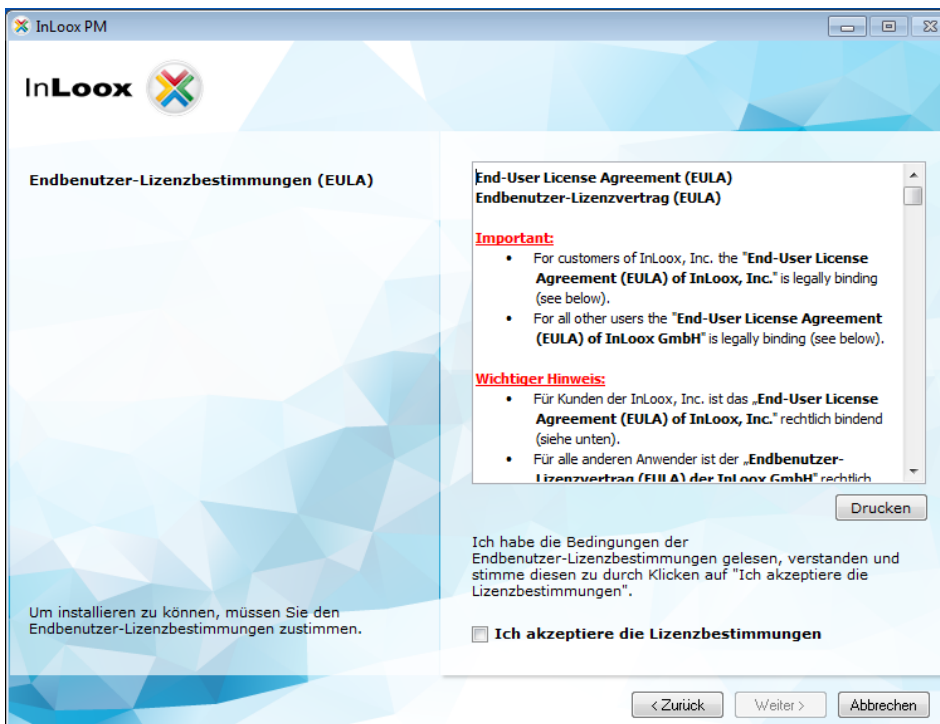 InLoox PM
InLoox
Endbenutzer-Lizenzbestimmungen (EULA)
Um installieren zu können, müssen Sie den
Endbenutzer-Lizenzbestimmungen zustimmen.
End-User License Agreement (EULA)
Endbenutzer-Lizenzvertrag (EULA)
Important:
• For customers of InLoox, Inc. the "End-User License
Agreement (EULA) of InLoox, Inc." is legally binding
(see below).
• For all other users the "End-User License Agreement
(EULA) of InLoox GmbH" is legally binding (see below).
Wichtiger Hinweis:
• Für Kunden der InLoox, Inc. ist das „End-User License
Agreement (EULA) of InLoox, Inc." rechtlich bindend
(siehe unten).
• Für alle anderen Anwender ist der „Endbenutzer-
Lizenzvertrag (EULA) der InLoox GmbH" rechtlich
Drucken
Ich habe die Bedingungen der
Endbenutzer-Lizenzbestimmungen gelesen, verstanden und
stimme diesen zu durch Klicken auf "Ich akzeptiere die
Lizenzbestimmungen".
Ich akzeptiere die Lizenzbestimmungen
< Zurück
Weiter >
Abbrechen